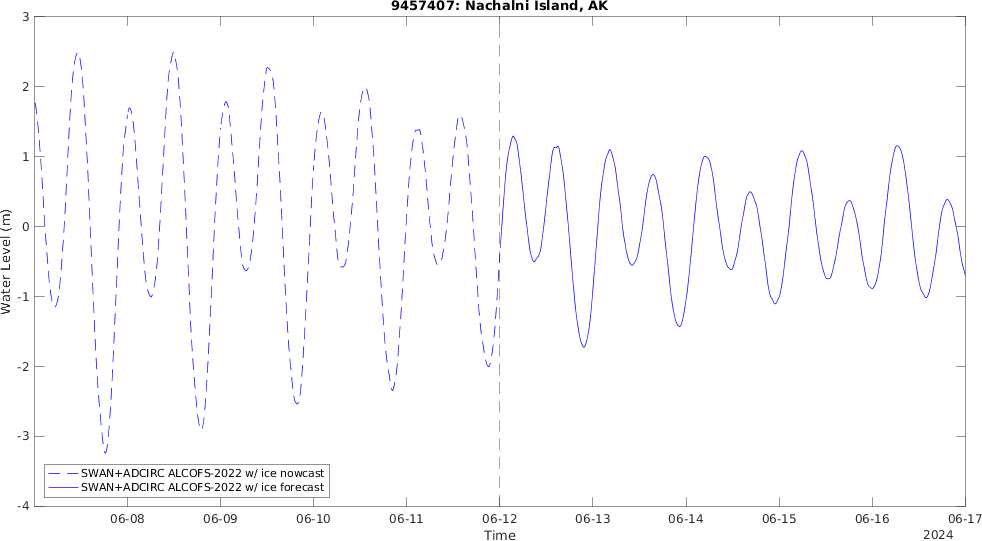 9457407: Nachalni Island, AK
3
2
1
0
-1
-2
-3
-4
Water Level (m)
SWAN+ADCIRC ALCOFS-2022 w/ ice nowcast
SWAN+ADCIRC ALCOFS-2022 w/ ice forecast
06-08 06-09 06-10 06-11 06-12 06-13 06-14 06-15 06-16 06-17
Time
2024